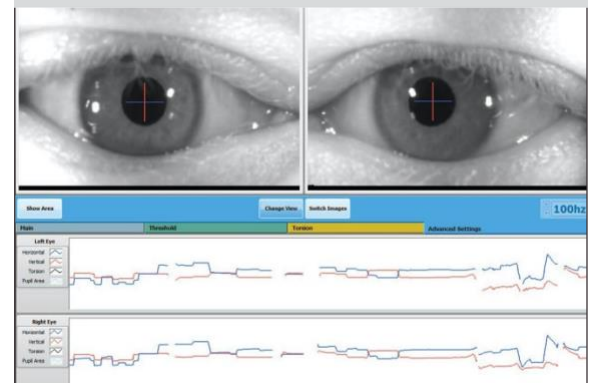 Show Area
Change View
Switch Images
100hz
Main
Threshold
Torsion
Advanced Settings
Left Eye
Horizontal
Vertical
Torsion
Pupil Area
Right Eye
Horizontal
Vertical
Torsion
Pupil Area